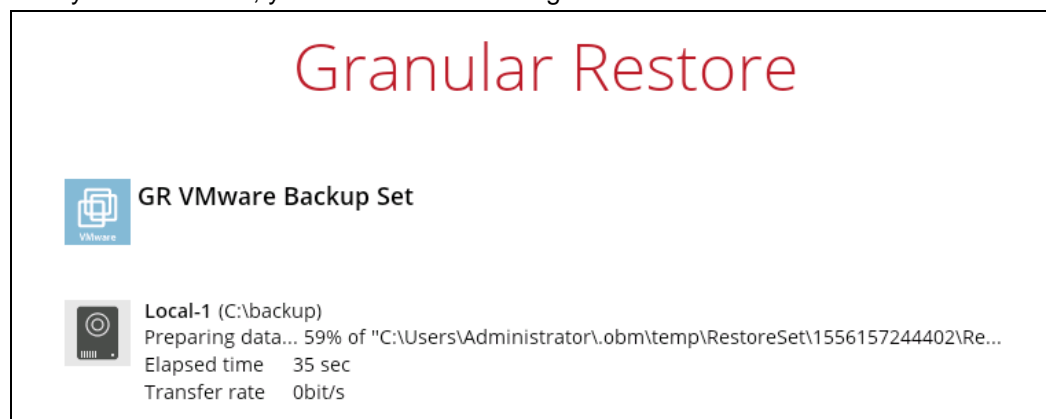 Granular Restore
VMware
GR VMware Backup Set
Local-1 (C:\backup)
Preparing data... 59% of "C:\Users\Administrator\.obm\temp\RestoreSet\1556157244402\Re...
Elapsed time 35 sec
Transfer rate 0bit/s